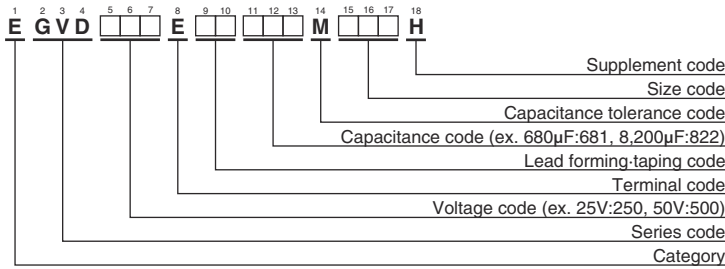 1 2 3 4 5 6 7 8 9 10 11 12 13 14 15 16 17 18
E GVD E M H
Supplement code
Size code
Capacitance tolerance code
Capacitance code (ex. 680µF:681, 8,200µF:822)
Lead forming·taping code
Terminal code
Voltage code (ex. 25V:250, 50V:500)
Series code
Category